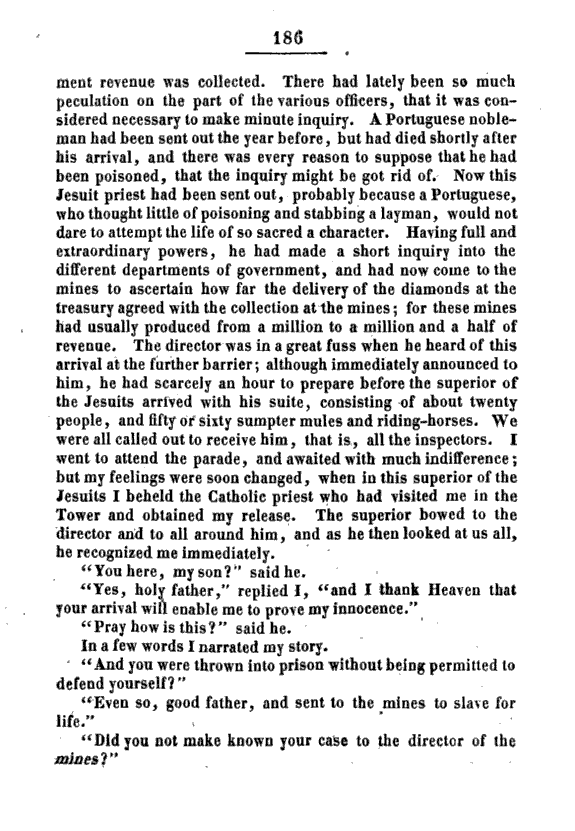 186
ment revenue was collected. There had lately been so much
peculation on the part of the various officers, that it was con-
sidered necessary to make minute inquiry. A Portuguese noble-
man had been sent out the year before, but had died shortly after
his arrival, and there was every reason to suppose that he had
been poisoned, that the inquiry might be got rid of. Now this
Jesuit priest had been sent out, probably because a Portuguese,
who thought little of poisoning and stabbing a layman, would not
dare to attempt the life of so sacred a character. Having full and
extraordinary powers, he had made a short inquiry into the
different departments of government, and had now come to the
mines to ascertain how far the delivery of the diamonds at the
treasury agreed with the collection at the mines; for these mines
had usually produced from a million to a million and a half of
revenue. The director was in a great fuss when he heard of this
arrival at the further barrier; although immediately announced to
him, he had scarcely an hour to prepare before the superior of
the Jesuits arrived with his suite, consisting of about twenty
people, and fifty or sixty sumpter mules and riding-horses. We
were all called out to receive him, that is, all the inspectors. I
went to attend the parade, and awaited with much indifference;
but my feelings were soon changed, when in this superior of the
Jesuits I beheld the Catholic priest who had visited me in the
Tower and obtained my release. The superior bowed to the
director and to all around him, and as he then looked at us all,
he recognized me immediately.
"You here, my son?" said he.
"Yes, holy father," replied I, "and I thank Heaven that
your arrival will enable me to prove my innocence."
"Pray how is this?" said he.
In a few words I narrated my story.
"And you were thrown into prison without being permitted to
defend yourself?"
"Even so, good father, and sent to the mines to slave for
life."
"Did you not make known your case to the director of the
mines?"